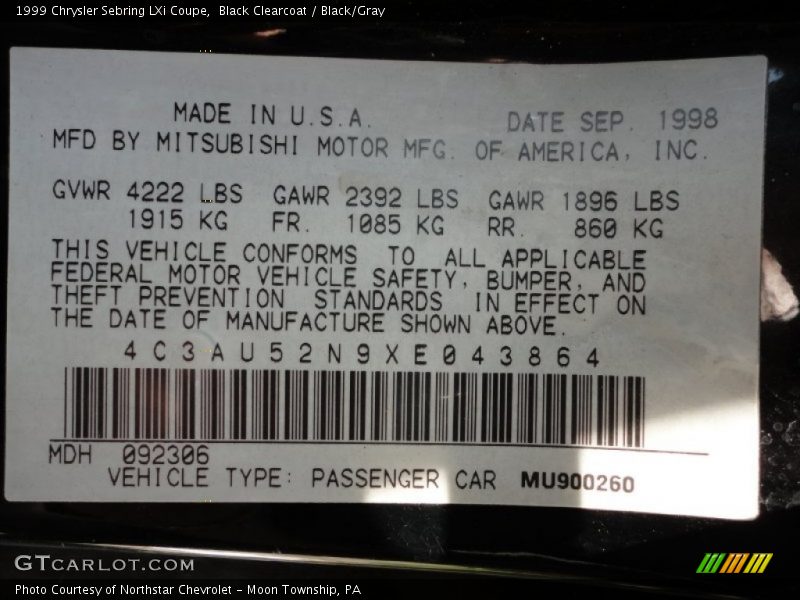 1999 Chrysler Sebring LXi Coupe,  Black Clearcoat / Black/Gray
MADE IN U.S.A. DATE SEP. 1998
MFD BY MITSUBISHI MOTOR MFG. OF AMERICA, INC.
GVWR 4222 LBS GAWR 2392 LBS GAWR 1896 LBS
1915 KG FR. 1085 KG RR. 860 KG
THIS VEHICLE CONFORMS TO ALL APPLICABLE
FEDERAL MOTOR VEHICLE SAFETY, BUMPER, AND
THEFT PREVENTION STANDARDS IN EFFECT ON
THE DATE OF MANUFACTURE SHOWN ABOVE.
4C3AU52N9XE043864
MDH 092306
VEHICLE TYPE: PASSENGER CAR MU900260
GTCARLOT.COM
Photo Courtesy of Northstar Chevrolet - Moon Township, PA